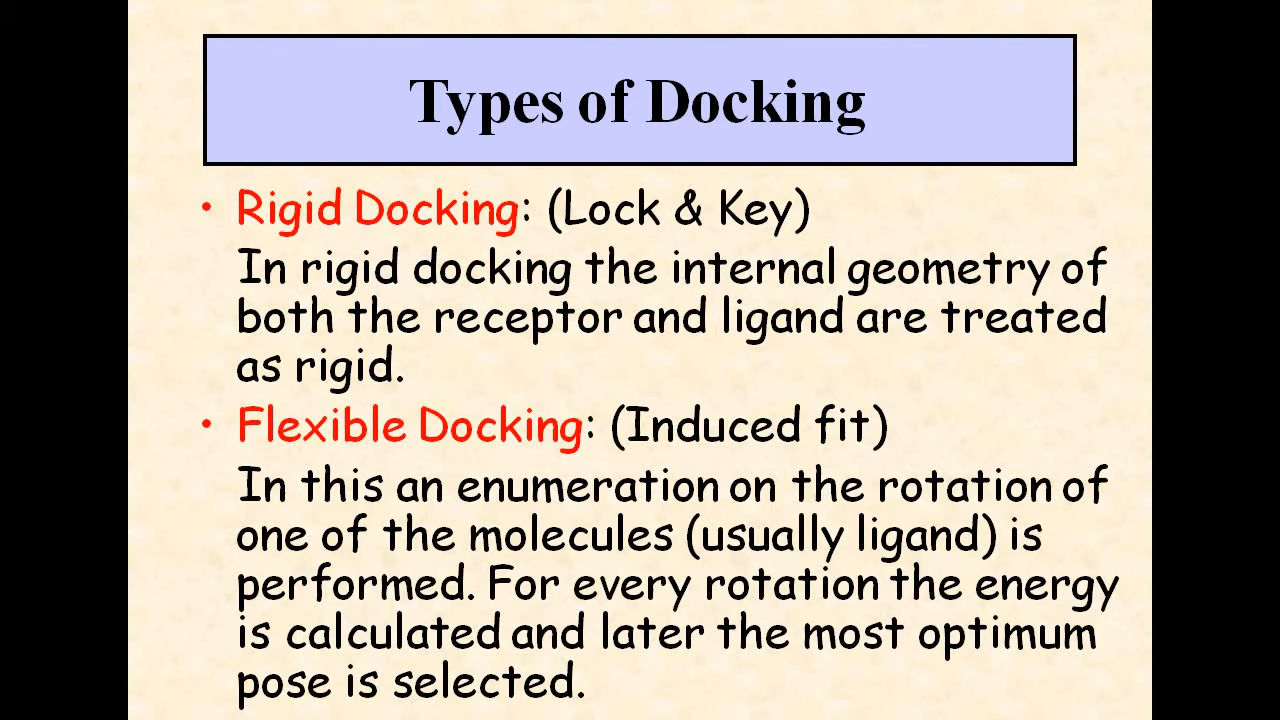 Types of Docking
• Rigid Docking: (Lock & Key)
In rigid docking the internal geometry of
both the receptor and ligand are treated
as rigid.
• Flexible Docking: (Induced fit)
In this an enumeration on the rotation of
one of the molecules (usually ligand) is
performed. For every rotation the energy
is calculated and later the most optimum
pose is selected.